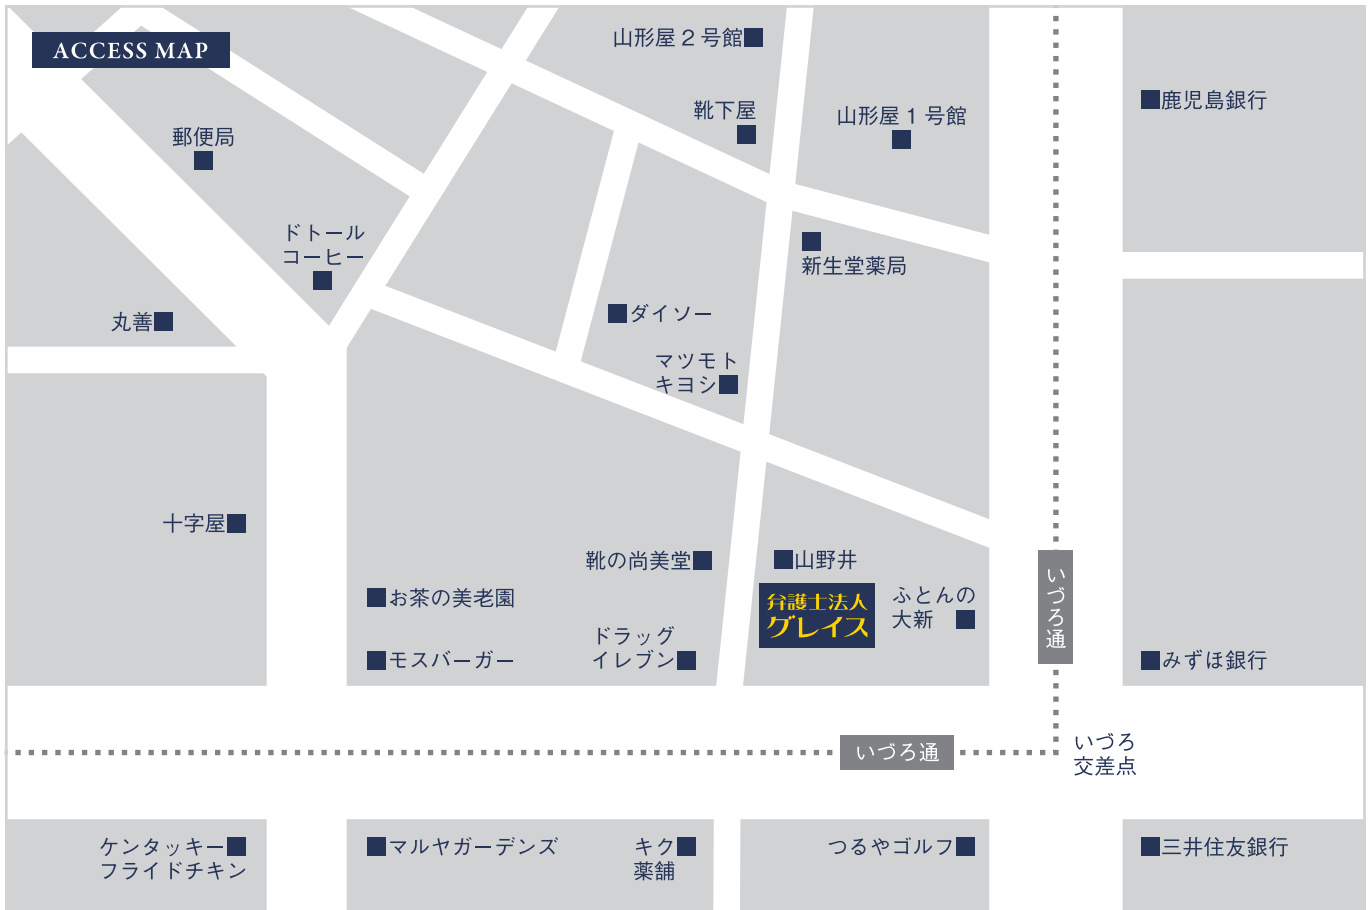 ACCESS MAP
山形屋2号館
鹿児島銀行
靴下屋
山形屋1号館
郵便局
ドトール
コーヒー
新生堂薬局
丸善
ダイソー
マツモト
キヨシ
十字屋
靴の尚美堂
山野井
お茶の美老園
弁護士法人
グレイス
ふとんの
大新
いづろ通
ドラッグ
イレブン
モスバーガー
みずほ銀行
いづろ通
いづろ
交差点
ケンタッキー
フライドチキン
マルヤガーデンズ
キク
薬舗
つるやゴルフ
三井住友銀行